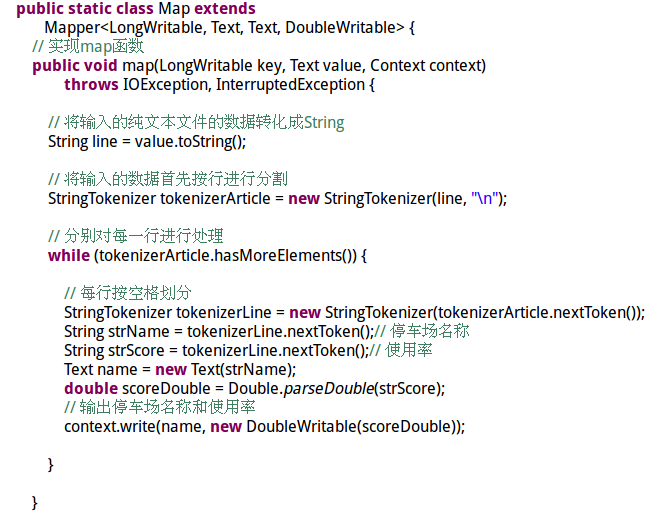 public static class Map extends
Mapper<LongWritable, Text, Text, DoubleWritable> {
// 实现map函数
public void map(LongWritable key, Text value, Context context)
throws IOException, InterruptedException {
// 将输入的纯文本文件的数据转化成String
String line = value.toString();
// 将输入的数据首先按行进行分割
StringTokenizer tokenizerArticle = new StringTokenizer(line, "\n");
// 分别对每一行进行处理
while (tokenizerArticle.hasMoreElements()) {
// 每行按空格划分
StringTokenizer tokenizerLine = new StringTokenizer(tokenizerArticle.nextToken());
String strName = tokenizerLine.nextToken();// 停车场名称
String strScore = tokenizerLine.nextToken();// 使用率
Text name = new Text(strName);
double scoreDouble = Double.parseDouble(strScore);
// 输出停车场名称和使用率
context.write(name, new DoubleWritable(scoreDouble));
}
}